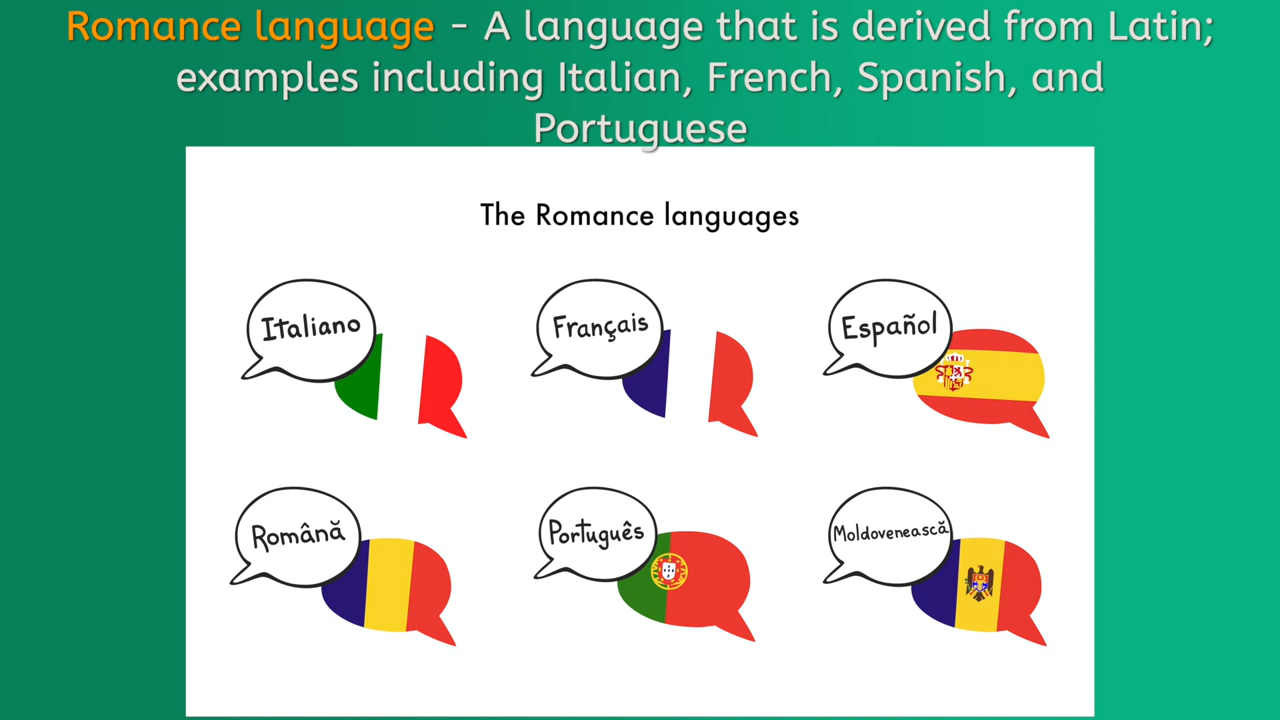 Romance language - A language that is derived from Latin;
examples including Italian, French, Spanish, and
Portuguese
The Romance languages
Italiano
Français
Español
Română
Português
Moldovenească